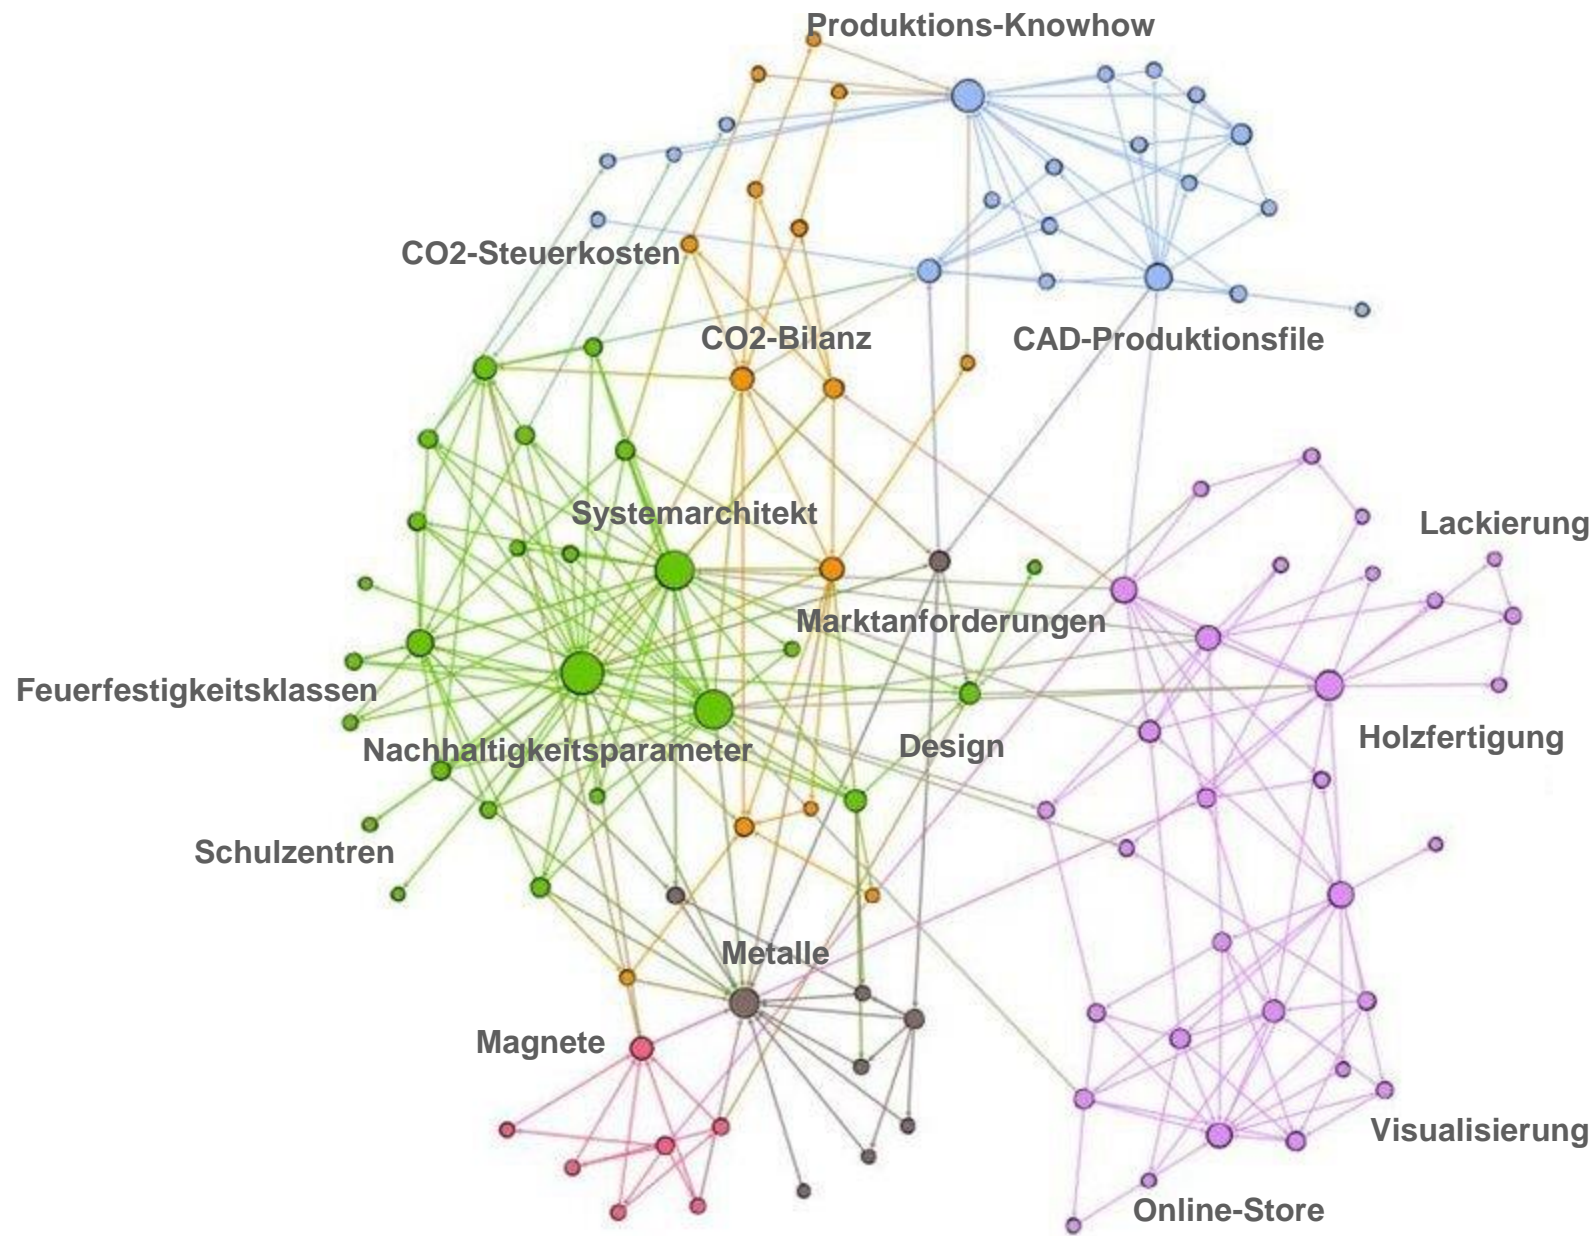 Produktions-Knowhow
CO2-Steuerkosten
CO2-Bilanz
CAD-Produktionsfile
Systemarchitekt
Lackierung
Marktanforderungen
Feuerfestigkeitsklassen
Nachhaltigkeitsparameter
Design
Holzfertigung
Schulzentren
Metalle
Magnete
Visualisierung
Online-Store